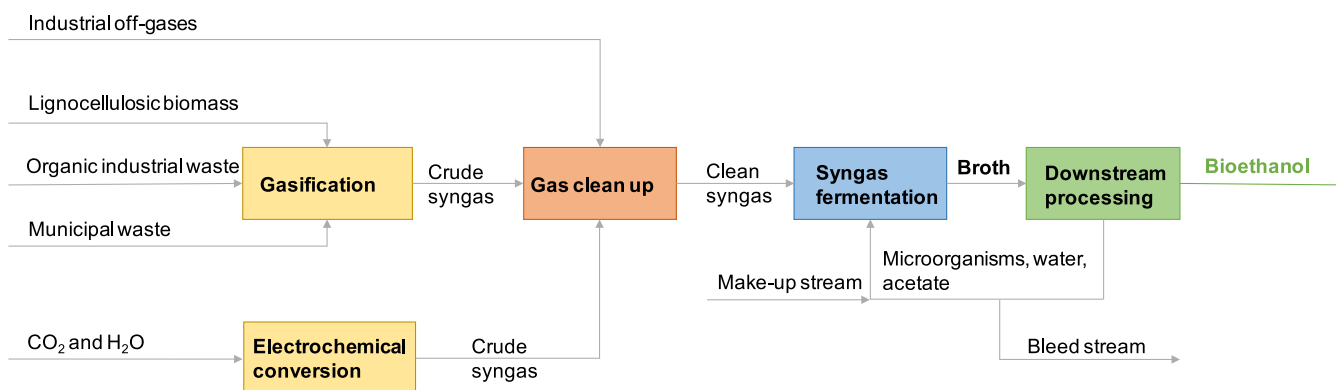 Industrial off-gases
Lignocellulosic biomass
Organic industrial waste
Municipal waste
Gasification
Crude
syngas
Gas clean up
Clean
syngas
Syngas
fermentation
Broth
Downstream
processing
Bioethanol
Microorganisms, water,
acetate
Make-up stream
Bleed stream
CO₂ and H₂O
Electrochemical
conversion
Crude
syngas